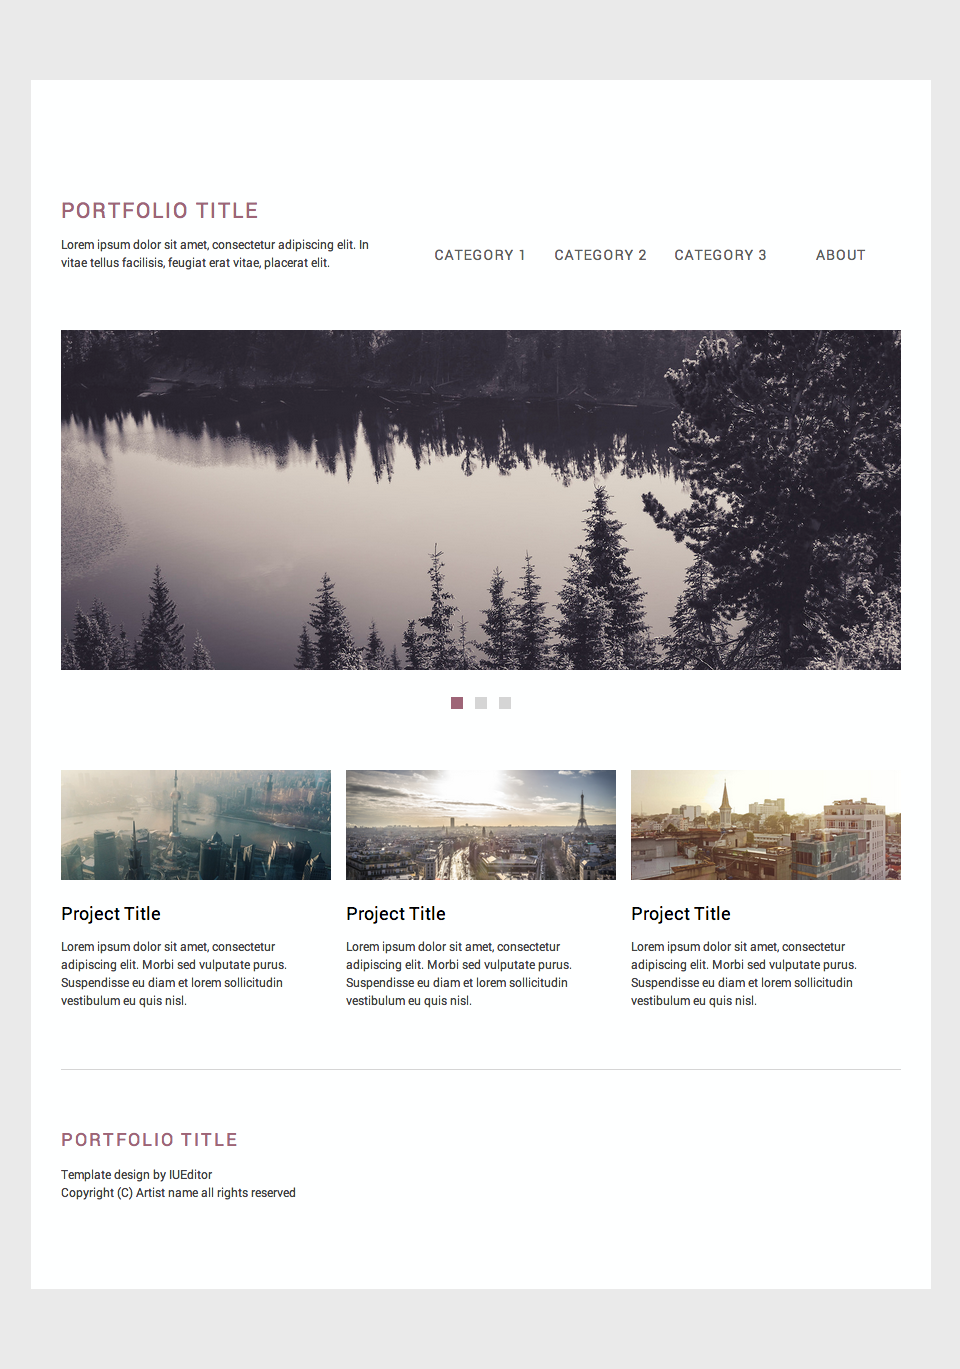 PORTFOLIO TITLE
Lorem ipsum dolor sit amet, consectetur adipiscing elit. In
vitae tellus facilisis, feugiat erat vitae, placerat elit.
CATEGORY 1 CATEGORY 2 CATEGORY 3 ABOUT
Project Title
Lorem ipsum dolor sit amet, consectetur
adipiscing elit. Morbi sed vulputate purus.
Suspendisse eu diam et lorem sollicitudin
vestibulum eu quis nisl.
Project Title
Lorem ipsum dolor sit amet, consectetur
adipiscing elit. Morbi sed vulputate purus.
Suspendisse eu diam et lorem sollicitudin
vestibulum eu quis nisl.
Project Title
Lorem ipsum dolor sit amet, consectetur
adipiscing elit. Morbi sed vulputate purus.
Suspendisse eu diam et lorem sollicitudin
vestibulum eu quis nisl.
PORTFOLIO TITLE
Template design by IUEditor
Copyright (C) Artist name all rights reserved